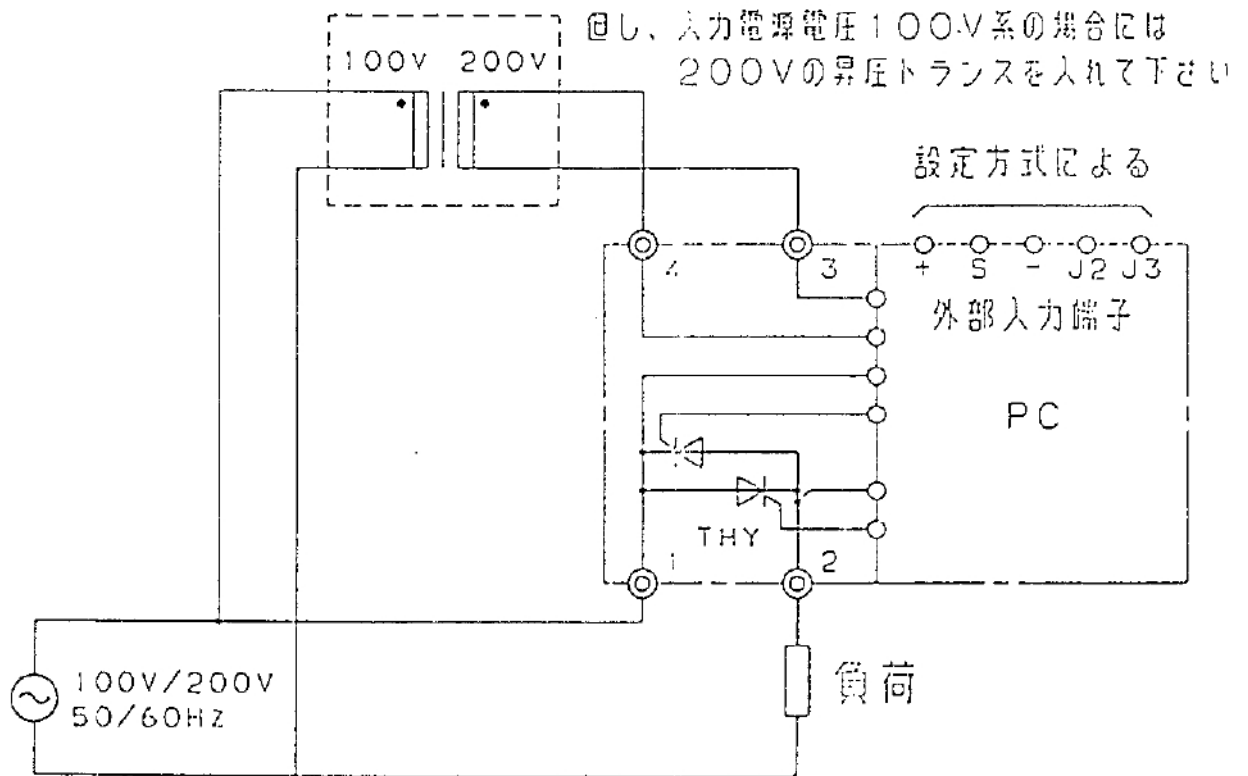 但し、入力電源電圧100V系の場合には
200Vの昇圧トランスを入れて下さい
100V 200V
設定方式による
4 3 + S - J2 J3
外部入力端子
PC
THY
1 2
100V/200V
50/60Hz
負荷